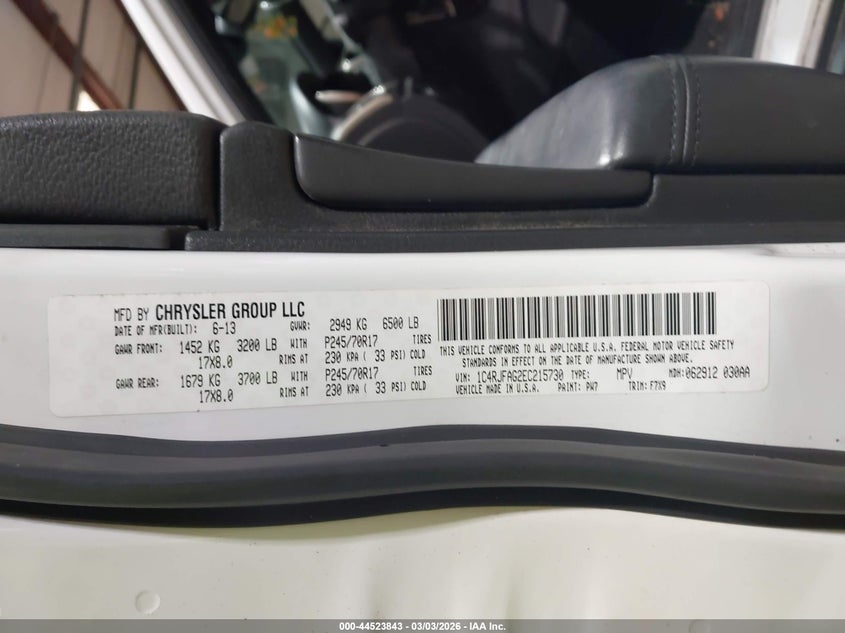 MFD BY CHRYSLER GROUP LLC
DATE OF MFR(BUILT): 6-13 GVWR: 2949 KG 6500 LB
GAWR FRONT: 1452 KG 3200 LB WITH P245/70R17 TIRES
17X8.0 RIMS AT 230 KPA ( 33 PSI) COLD
GAWR REAR: 1679 KG 3700 LB WITH P245/70R17 TIRES
17X8.0 RIMS AT 230 KPA ( 33 PSI) COLD
THIS VEHICLE CONFORMS TO ALL APPLICABLE U.S.A. FEDERAL MOTOR VEHICLE SAFETY
STANDARDS IN EFFECT ON THE DATE OF MANUFACTURE SHOWN ABOVE.
VIN: 1C4RJFAG2EC215730 TYPE: MPV MDH: 062912 030AA
VEHICLE MADE IN U.S.A. PAINT: PW7 TRIM: F7X9
000-44523843 | 03/03/2026 - IAA Inc.